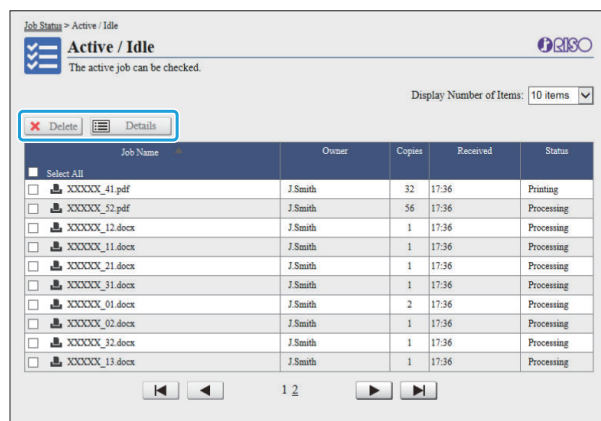 Job Status > Active / Idle
Active / Idle
RISO
The active job can be checked.
Display Number of Items: 10 items
Delete Details
Job Name Owner Copies Received Status
Select All
XXXXX_41.pdf J.Smith 32 17:36 Printing
XXXXX_52.pdf J.Smith 56 17:36 Processing
XXXXX_12.docx J.Smith 1 17:36 Processing
XXXXX_11.docx J.Smith 1 17:36 Processing
XXXXX_21.docx J.Smith 1 17:36 Processing
XXXXX_31.docx J.Smith 1 17:36 Processing
XXXXX_01.docx J.Smith 2 17:36 Processing
XXXXX_02.docx J.Smith 1 17:36 Processing
XXXXX_32.docx J.Smith 1 17:36 Processing
XXXXX_13.docx J.Smith 1 17:36 Processing
1 2